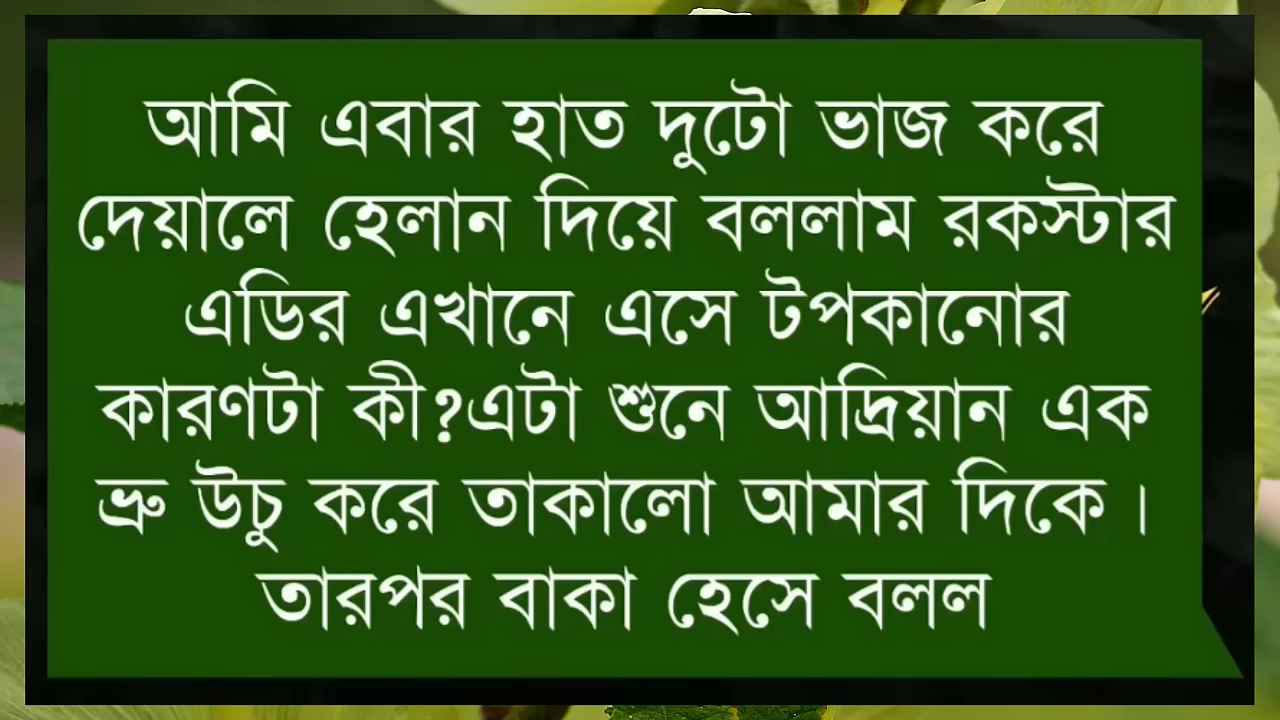 আমি এবার হাত দুটো ভাজ করে
দেয়ালে হেলান দিয়ে বললাম রকস্টার
এডির এখানে এসে টপকানোর
কারণটা কী?এটা শুনে আদ্রিয়ান এক
ভ্রু উচু করে তাকালো আমার দিকে।
তারপর বাকা হেসে বলল